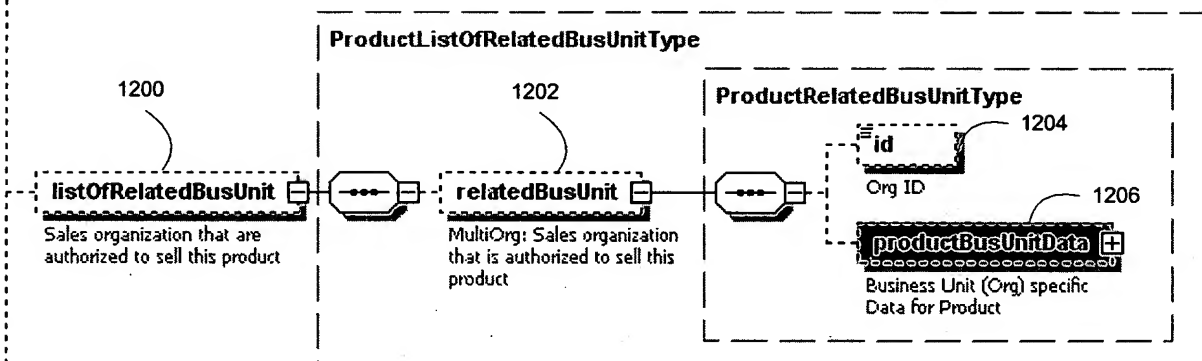 ProductListOfRelatedBusUnitType
1200
1202
ProductRelatedBusUnitType
1204
id
Org ID
listOfRelatedBusUnit
relatedBusUnit
1206
productBusUnitData
Sales organization that are
authorized to sell this product
MultiOrg: Sales organization
that is authorized to sell this
product
Business Unit (Org) specific
Data for Product